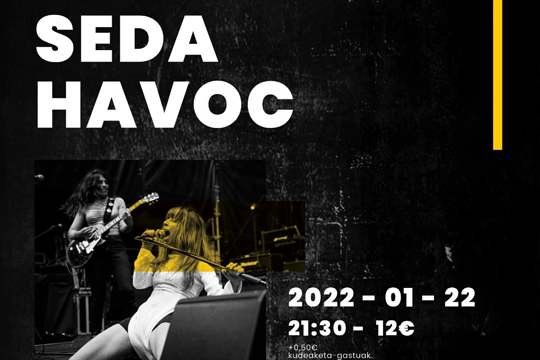 SEDA
HAVOC
2022 - 01 - 22
21:30 - 12€
+0,50€
kudeaketa-gastuak.